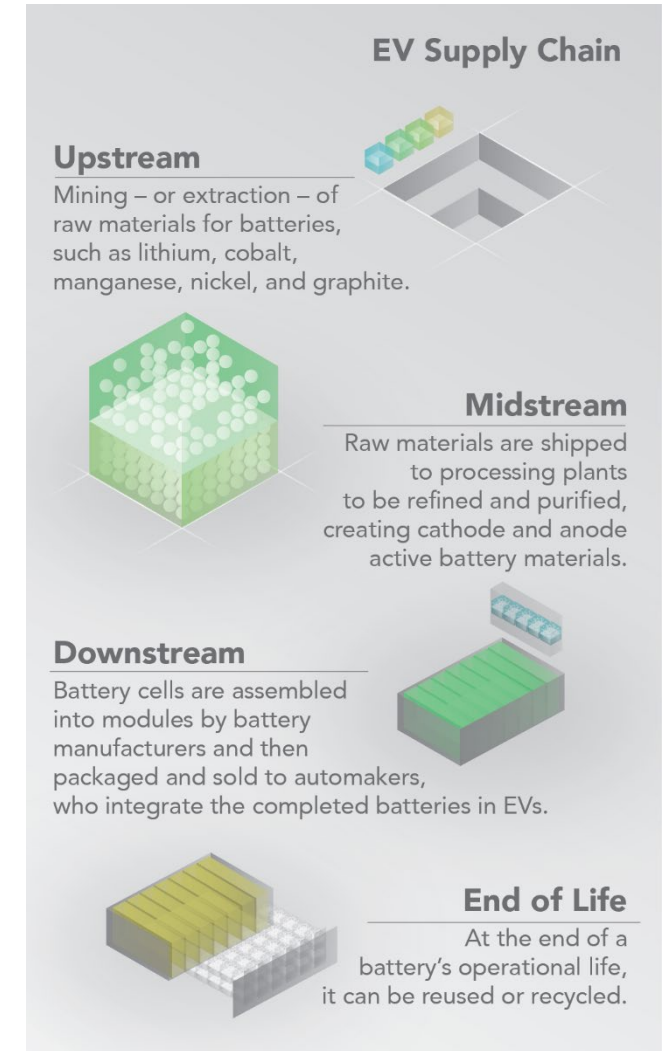 EV Supply Chain
Upstream
Mining – or extraction – of
raw materials for batteries,
such as lithium, cobalt,
manganese, nickel, and graphite.
Midstream
Raw materials are shipped
to processing plants
to be refined and purified,
creating cathode and anode
active battery materials.
Downstream
Battery cells are assembled
into modules by battery
manufacturers and then
packaged and sold to automakers,
who integrate the completed batteries in EVs.
End of Life
At the end of a
battery’s operational life,
it can be reused or recycled.